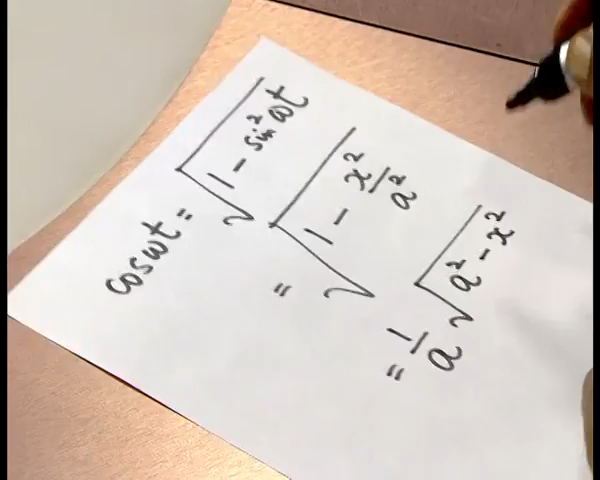 cosωt = √(1 - sin²ωt)
= √(1 - x²/a²)
= 1/a √(a² - x²)